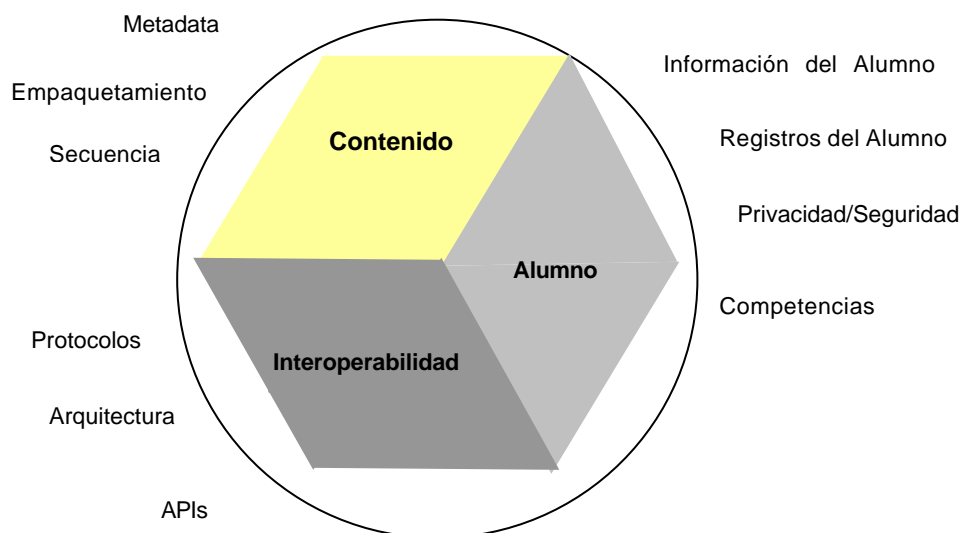 Metadata
Empaquetamiento
Secuencia
Contenido
Información del Alumno
Registros del Alumno
Privacidad/Seguridad
Alumno
Competencias
Protocolos
Interoperabilidad
Arquitectura
APIs